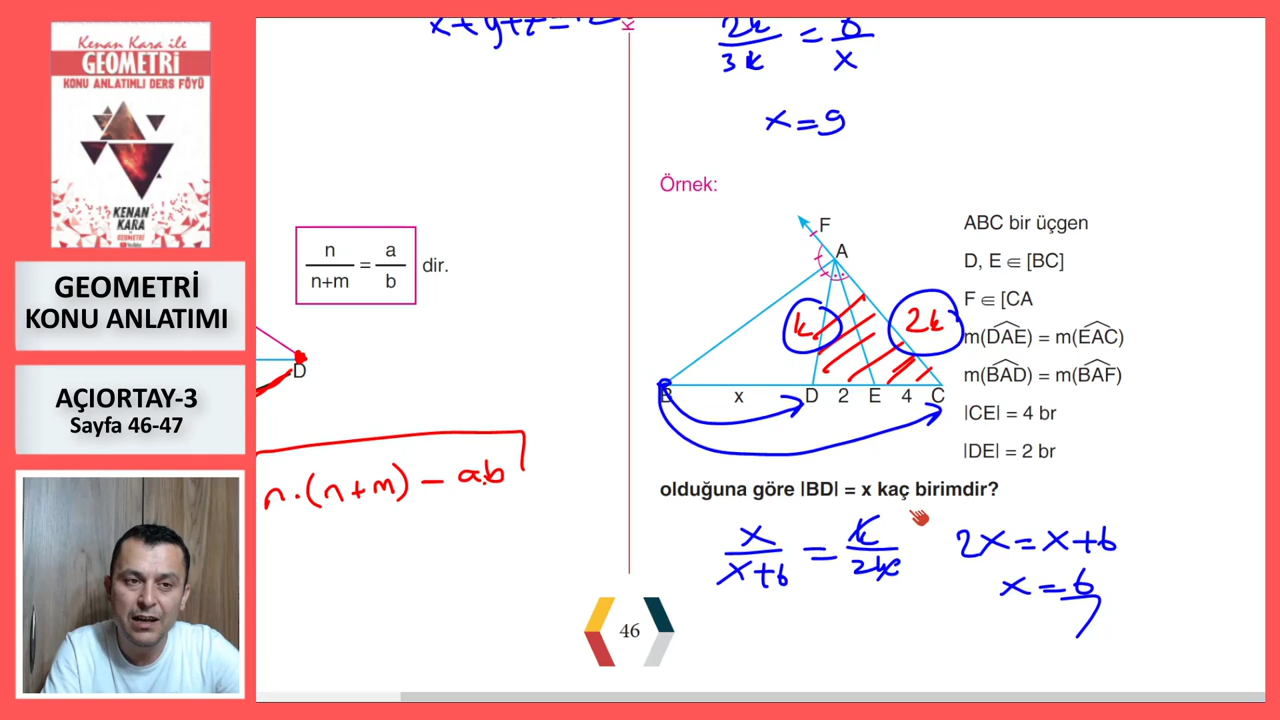 Kenan Kara ile
GEOMETRİ
KONU ANLATIMLI DERS FÖYÜ
KENAN
KARA
GEOMETRİ
KONU ANLATIMI
AÇIORTAY-3
Sayfa 46-47
x+y+z=12
n/(n+m) = a/b dir.
D
n.(n+m) - a.b
2k/3k = 6/x
x=9
Örnek:
F
A
k
2k
B x D 2 E 4 C
ABC bir üçgen
D, E ∈ [BC]
F ∈ [CA
m(DAE) = m(EAC)
m(BAD) = m(BAF)
|CE| = 4 br
|DE| = 2 br
olduğuna göre |BD| = x kaç birimdir?
x/(x+6) = k/2k
2x=x+6
x=6
46